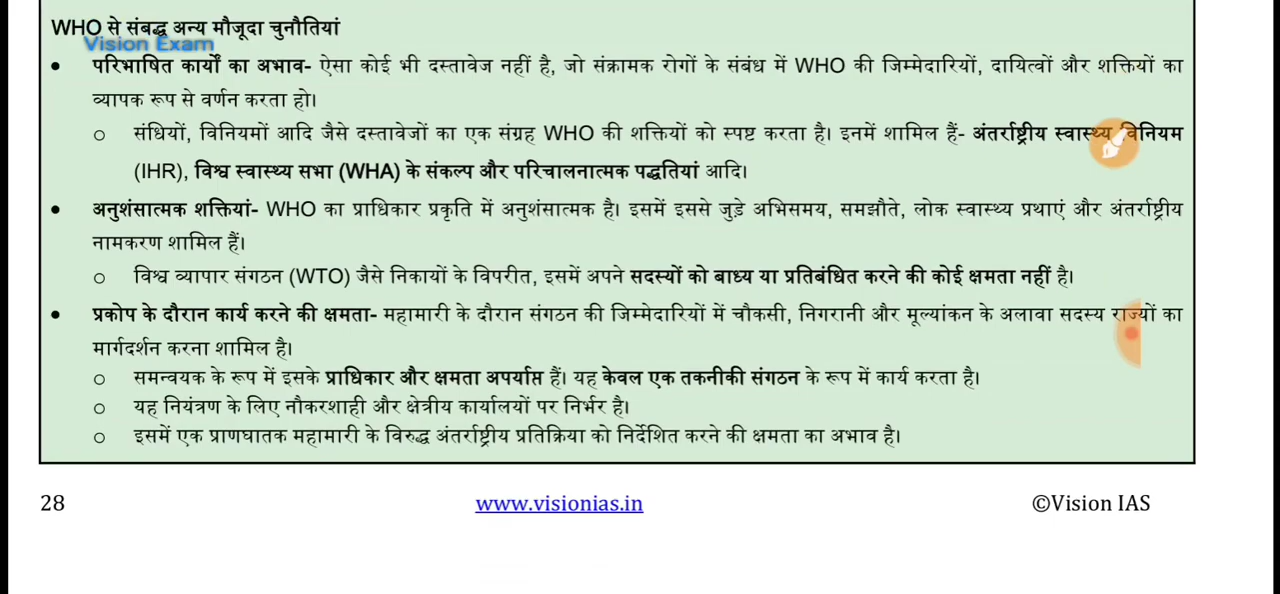 WHO से संबद्ध अन्य मौजूदा चुनौतियां
Vision Exam
• परिभाषित कार्यों का अभाव- ऐसा कोई भी दस्तावेज नहीं है, जो संक्रामक रोगों के संबंध में WHO की जिम्मेदारियों, दायित्वों और शक्तियों का
व्यापक रूप से वर्णन करता हो।
o संधियों, विनियमों आदि जैसे दस्तावेजों का एक संग्रह WHO की शक्तियों को स्पष्ट करता है। इनमें शामिल हैं- अंतर्राष्ट्रीय स्वास्थ्य विनियम
(IHR), विश्व स्वास्थ्य सभा (WHA) के संकल्प और परिचालनात्मक पद्धतियां आदि।
• अनुशंसात्मक शक्तियां- WHO का प्राधिकार प्रकृति में अनुशंसात्मक है। इसमें इससे जुड़े अभिसमय, समझौते, लोक स्वास्थ्य प्रथाएं और अंतर्राष्ट्रीय
नामकरण शामिल हैं।
o विश्व व्यापार संगठन (WTO) जैसे निकायों के विपरीत, इसमें अपने सदस्यों को बाध्य या प्रतिबंधित करने की कोई क्षमता नहीं है।
• प्रकोप के दौरान कार्य करने की क्षमता- महामारी के दौरान संगठन की जिम्मेदारियों में चौकसी, निगरानी और मूल्यांकन के अलावा सदस्य राज्यों का
मार्गदर्शन करना शामिल है।
o समन्वयक के रूप में इसके प्राधिकार और क्षमता अपर्याप्त हैं। यह केवल एक तकनीकी संगठन के रूप में कार्य करता है।
o यह नियंत्रण के लिए नौकरशाही और क्षेत्रीय कार्यालयों पर निर्भर है।
o इसमें एक प्राणघातक महामारी के विरुद्ध अंतर्राष्ट्रीय प्रतिक्रिया को निर्देशित करने की क्षमता का अभाव है।
28 www.visionias.in ©Vision IAS